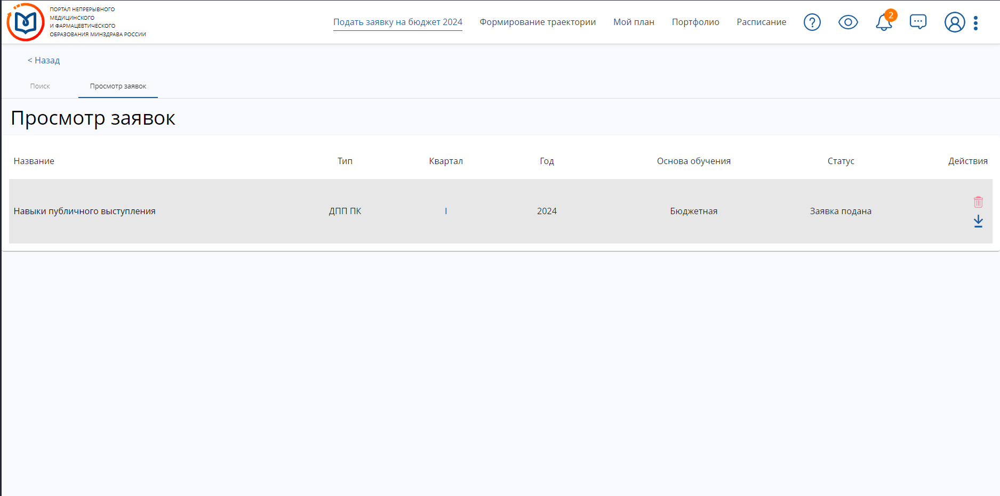 ПОРТАЛ НЕПРЕРЫВНОГО
МЕДИЦИНСКОГО
И ФАРМАЦЕВТИЧЕСКОГО
ОБРАЗОВАНИЯ МИНЗДРАВА РОССИИ
Подать заявку на бюджет 2024 Формирование траектории Мой план Портфолио Расписание ? 2
< Назад
Поиск Просмотр заявок
Просмотр заявок
Название Тип Квартал Год Основа обучения Статус Действия
Навыки публичного выступления ДПП ПК I 2024 Бюджетная Заявка подана